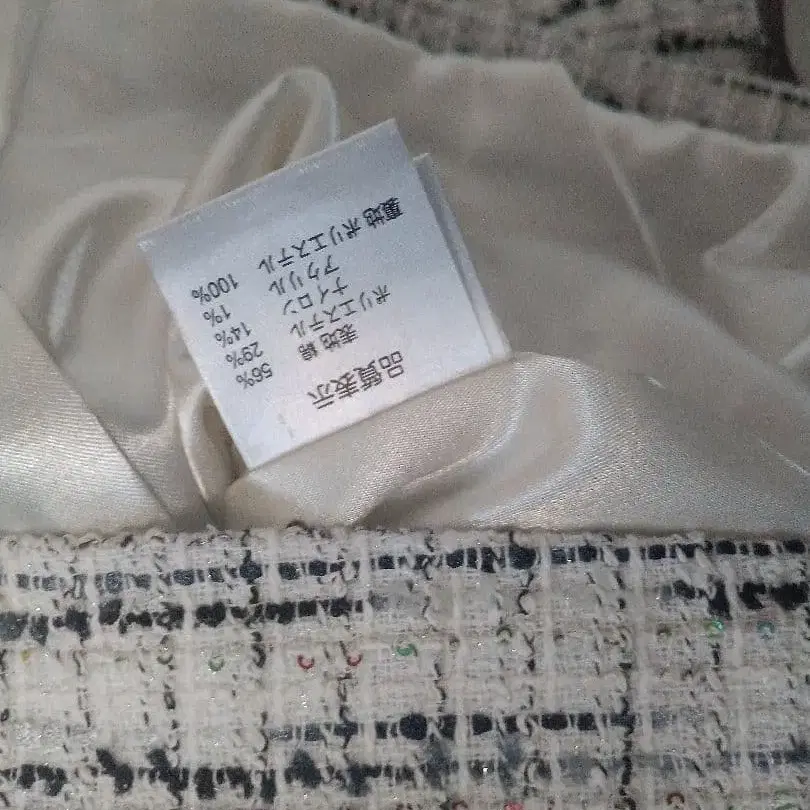 品質表示
表地 綿 56%
ポリエステル 29%
ナイロン 14%
アクリル 1%
裏地 ポリエステル 100%